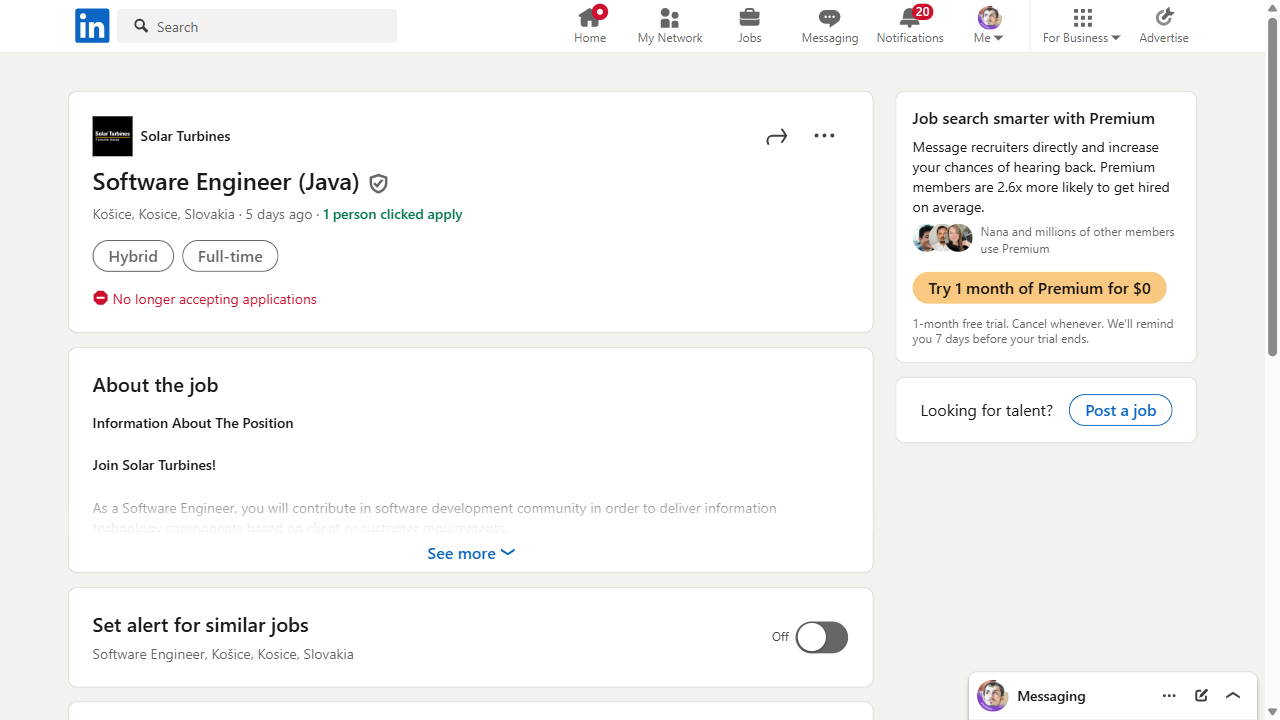 Search
Home
My Network
Jobs
Messaging
20
Notifications
Me
For Business
Advertise
Solar Turbines
Solar Turbines
Software Engineer (Java)
Košice, Kosice, Slovakia · 5 days ago · 1 person clicked apply
Hybrid
Full-time
No longer accepting applications
About the job
Information About The Position
Join Solar Turbines!
As a Software Engineer, you will contribute in software development community in order to deliver information
technology components based on client or customer requirements.
See more
Set alert for similar jobs
Software Engineer, Košice, Kosice, Slovakia
Off
Job search smarter with Premium
Message recruiters directly and increase
your chances of hearing back. Premium
members are 2.6x more likely to get hired
on average.
Nana and millions of other members
use Premium
Try 1 month of Premium for $0
1-month free trial. Cancel whenever. We’ll remind
you 7 days before your trial ends.
Looking for talent?
Post a job
Messaging
in